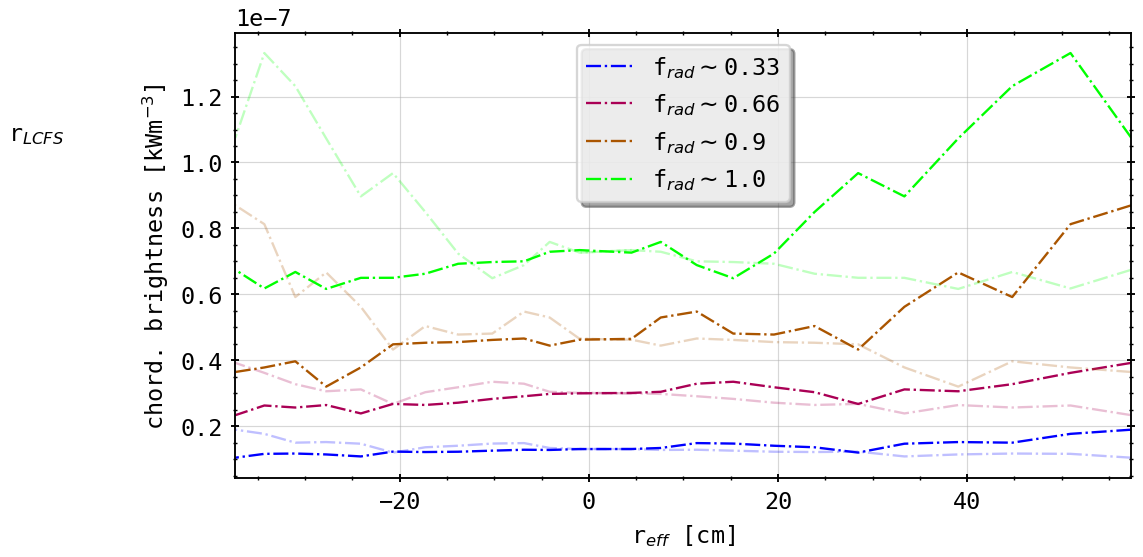 1e−7
r_LCFS
chord. brightness [kWm⁻³]
1.2
1.0
0.8
0.6
0.4
0.2
f_rad ∼ 0.33
f_rad ∼ 0.66
f_rad ∼ 0.9
f_rad ∼ 1.0
−20 0 20 40
r_eff [cm]